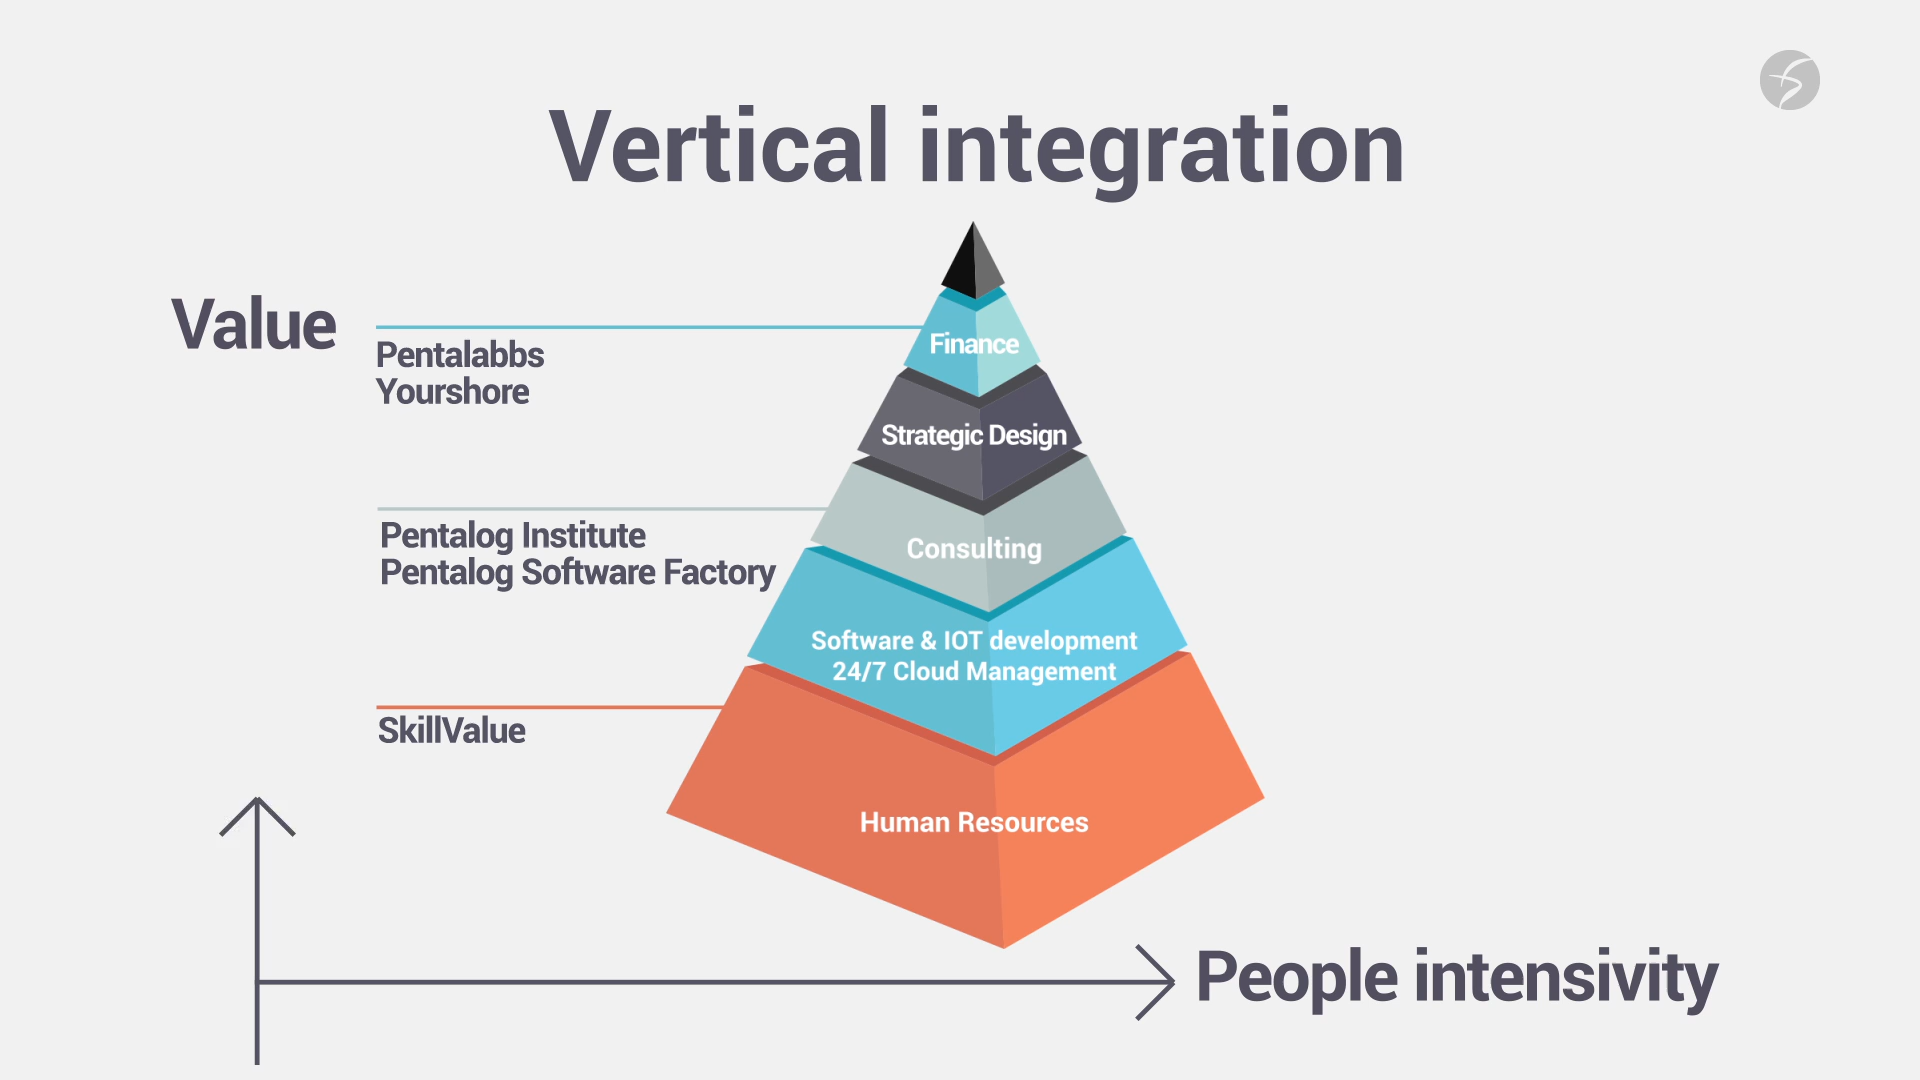 Vertical integration
Value
Pentalabbs
Yourshore
Finance
Strategic Design
Pentalog Institute
Pentalog Software Factory
Consulting
Software & IOT development
24/7 Cloud Management
SkillValue
Human Resources
People intensivity